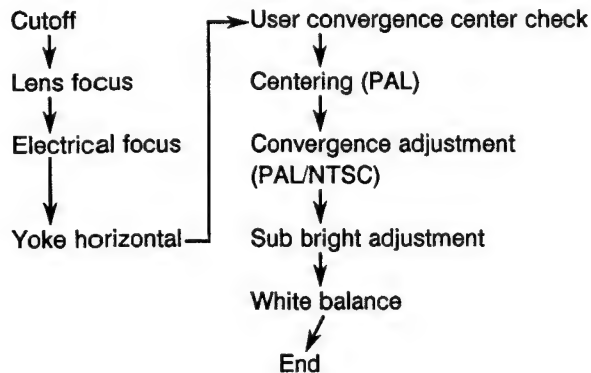 Cutoff
Lens focus
Electrical focus
Yoke horizontal
User convergence center check
Centering (PAL)
Convergence adjustment
(PAL/NTSC)
Sub bright adjustment
White balance
End